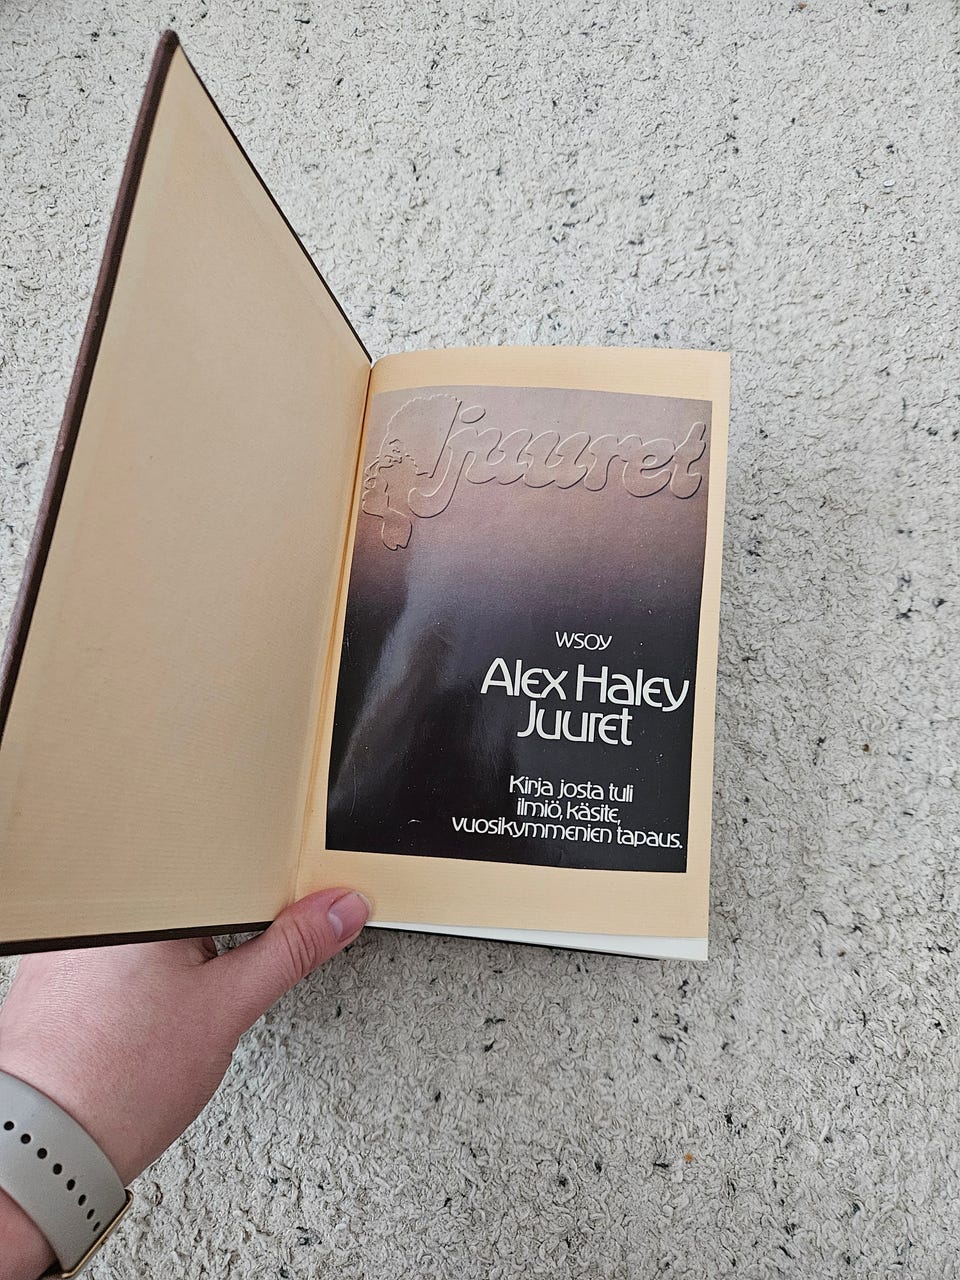 juuret
WSOY
Alex Haley
Juuret
Kirja josta tuli
ilmiö, käsite,
vuosikymmenien tapaus.